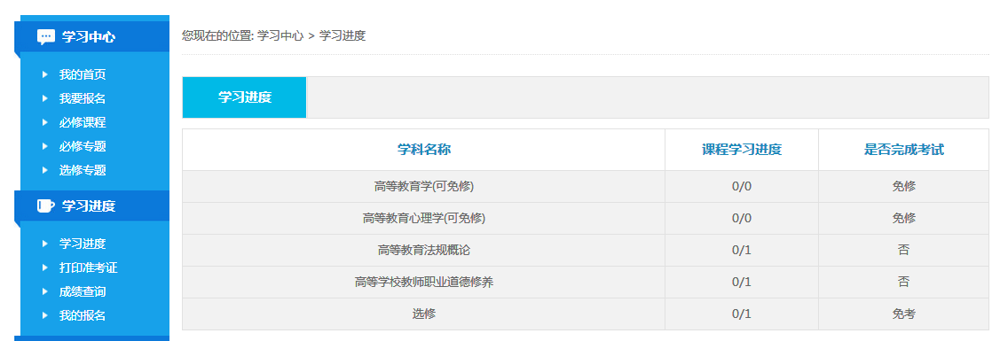 学习中心
我的首页
我要报名
必修课程
必修专题
选修专题
学习进度
学习进度
打印准考证
成绩查询
我的报名
您现在的位置: 学习中心 > 学习进度
学习进度
学科名称 课程学习进度 是否完成考试
高等教育学(可免修) 0/0 免修
高等教育心理学(可免修) 0/0 免修
高等教育法规概论 0/1 否
高等学校教师职业道德修养 0/1 否
选修 0/1 免考